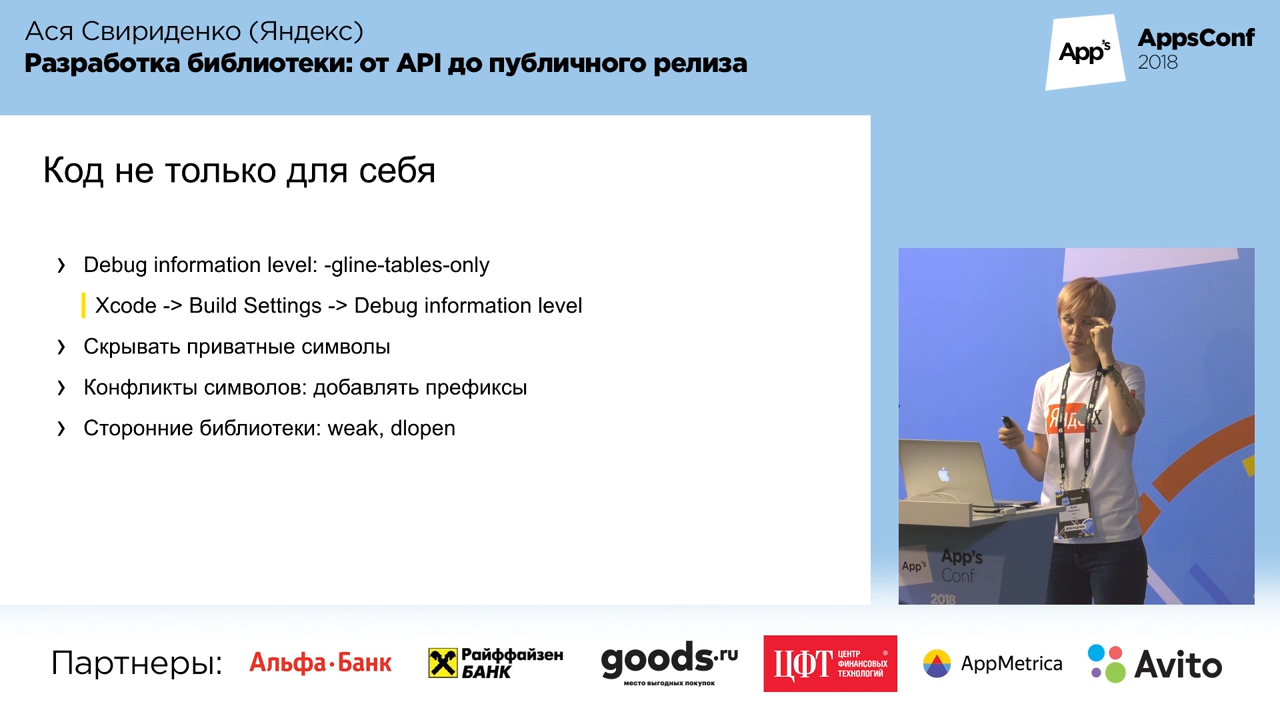 Ася Свириденко (Яндекс)
Разработка библиотеки: от API до публичного релиза
App's
AppsConf
2018
Код не только для себя
› Debug information level: -gline-tables-only
Xcode -> Build Settings -> Debug information level
› Скрывать приватные символы
› Конфликты символов: добавлять префиксы
› Сторонние библиотеки: weak, dlopen
App's
App's
Conf
2018
Партнеры:
Альфа·Банк
Райффайзен
БАНК
goods.ru
место выгодных покупок
ЦФТ
ЦЕНТР
ФИНАНСОВЫХ
ТЕХНОЛОГИЙ
®
AppMetrica
Avito